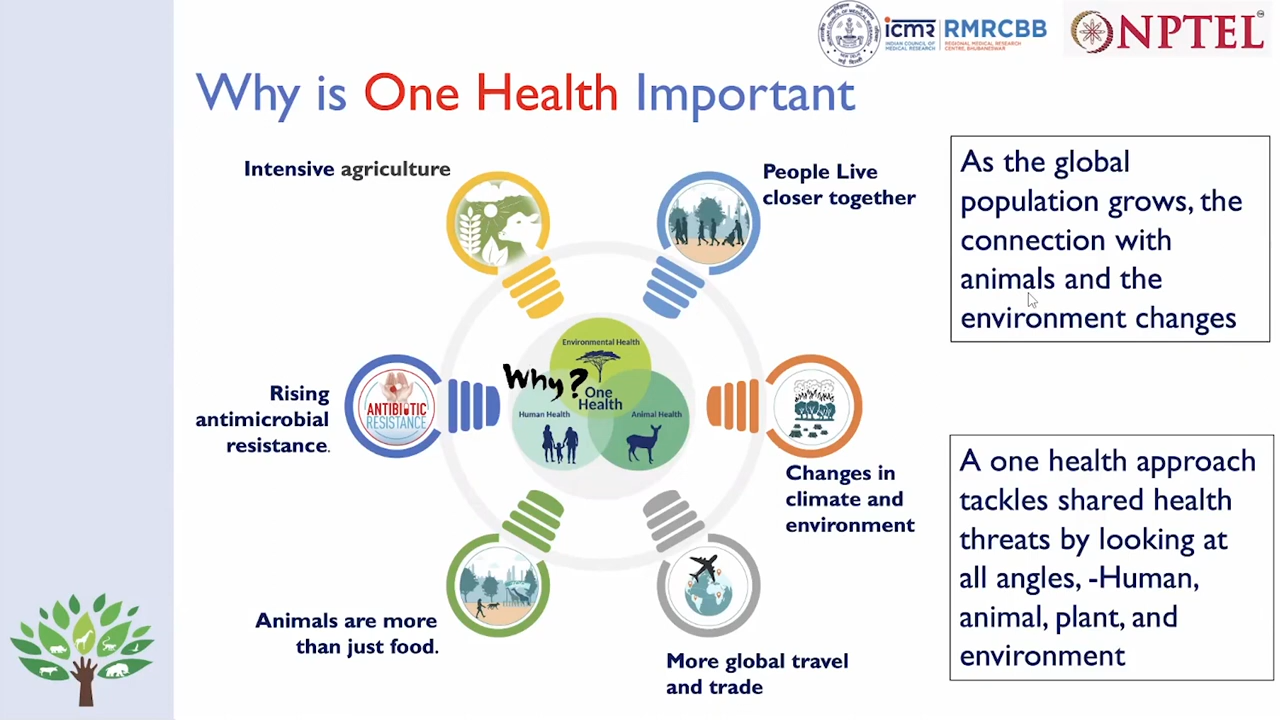 icmr
INDIAN COUNCIL OF
MEDICAL RESEARCH
RMRCBB
REGIONAL MEDICAL RESEARCH
CENTRE, BHUBANESWAR
NPTEL
Why is One Health Important
Intensive agriculture
People Live
closer together
Rising
antimicrobial
resistance.
ANTIBIOTIC
RESISTANCE
Why?
Environmental Health
One
Health
Human Health
Animal Health
Changes in
climate and
environment
Animals are more
than just food.
More global travel
and trade
As the global
population grows, the
connection with
animals and the
environment changes
A one health approach
tackles shared health
threats by looking at
all angles, -Human,
animal, plant, and
environment